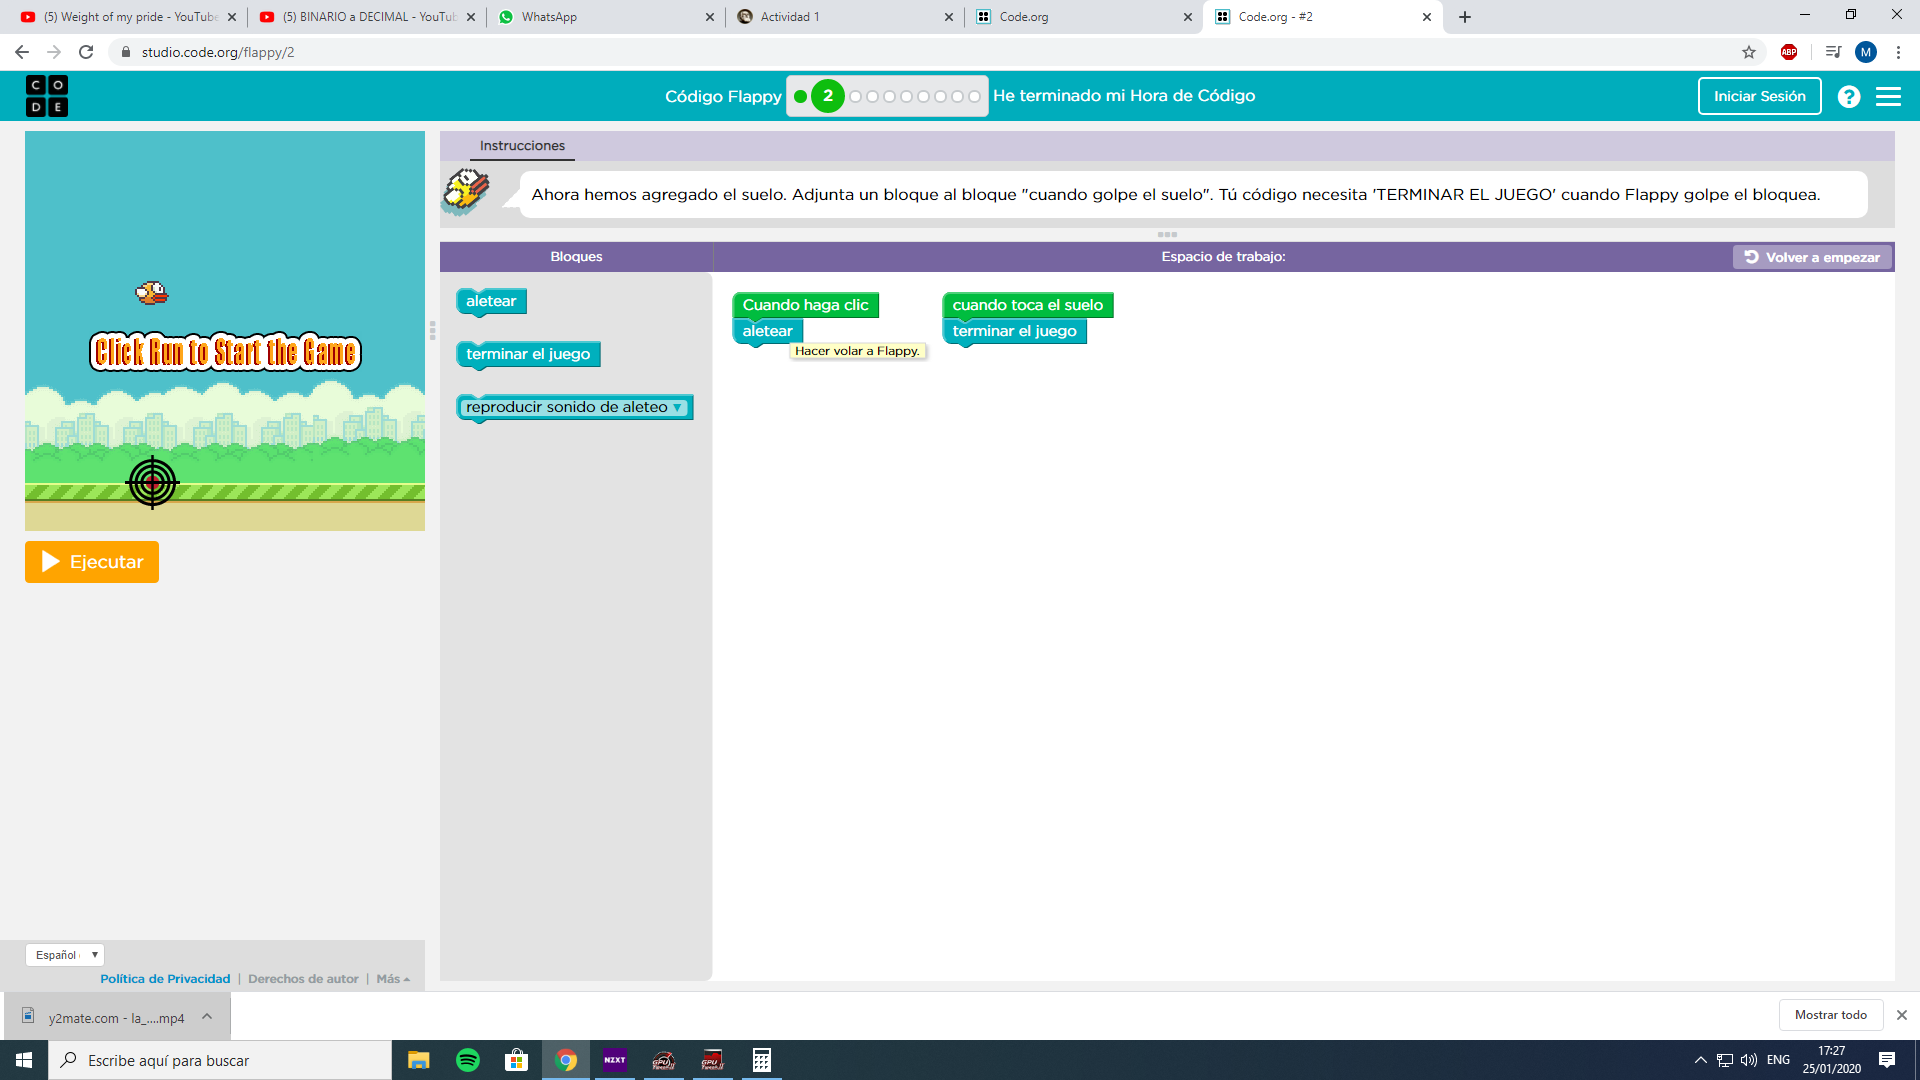 (5) Weight of my pride - YouTube
(5) BINARIO a DECIMAL - YouTub
WhatsApp
Actividad 1
Code.org
Code.org - #2
studio.code.org/flappy/2
ABP
M
C O D E
Código Flappy
2
He terminado mi Hora de Código
Iniciar Sesión
?
Instrucciones
Ahora hemos agregado el suelo. Adjunta un bloque al bloque "cuando golpe el suelo". Tú código necesita 'TERMINAR EL JUEGO' cuando Flappy golpe el bloquea.
Bloques
Espacio de trabajo:
Volver a empezar
aletear
terminar el juego
reproducir sonido de aleteo
Cuando haga clic
aletear
Hacer volar a Flappy.
cuando toca el suelo
terminar el juego
Click Run to Start the Game
Ejecutar
Español
Política de Privacidad | Derechos de autor | Más
y2mate.com - la_....mp4
Mostrar todo
Escribe aquí para buscar
NZXT
GPU
GPU
ENG
17:27
25/01/2020